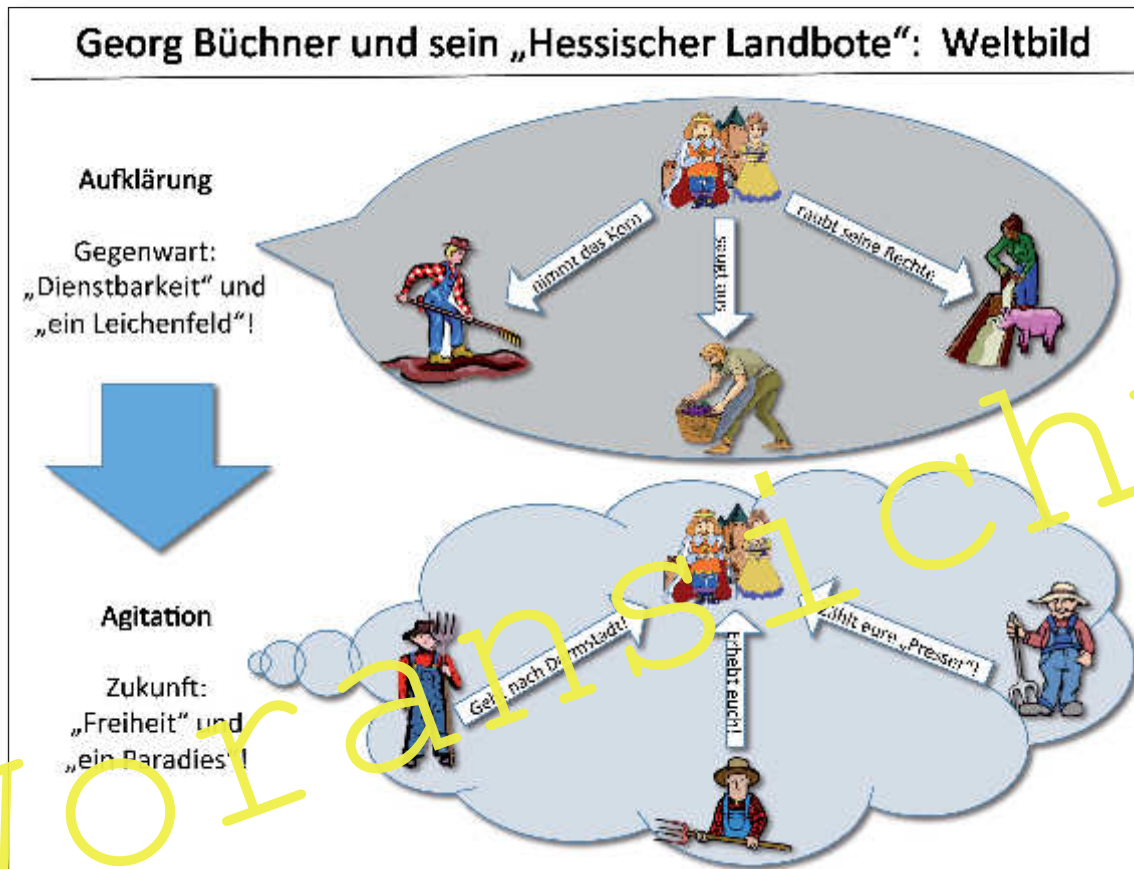 Georg Büchner und sein „Hessischer Landbote“: Weltbild
Aufklärung
Gegenwart:
„Dienstbarkeit“ und
„ein Leichenfeld“!
nimmt das Korn
saugt aus
raubt seine Rechte
Agitation
Zukunft:
„Freiheit“ und
„ein Paradies“!
Geht nach Darmstadt!
Erhebt euch!
zählt eure „Presser“!
Voransicht